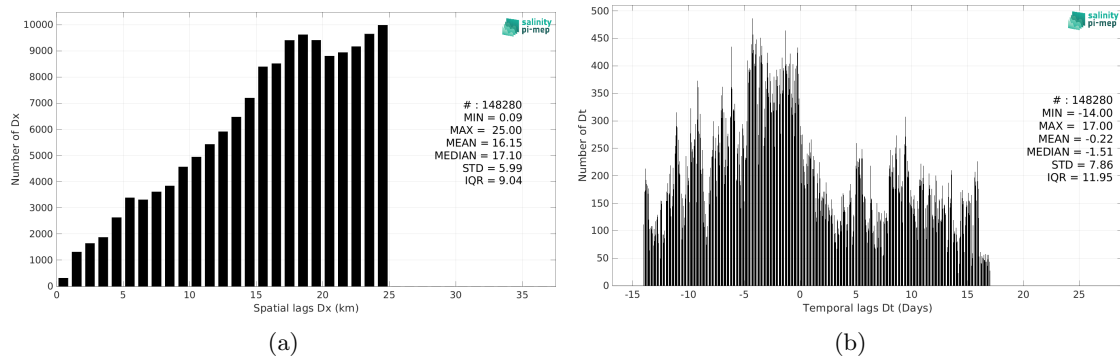 10000
9000
8000
7000
6000
5000
4000
3000
2000
1000
0
Number of Dx
salinity
pi-mep
# : 148280
MIN = 0.09
MAX = 25.00
MEAN = 16.15
MEDIAN = 17.10
STD = 5.99
IQR = 9.04
0 5 10 15 20 25 30 35
Spatial lags Dx (km)
(a)
500
450
400
350
300
250
200
150
100
50
0
Number of Dt
salinity
pi-mep
# : 148280
MIN = -14.00
MAX = 17.00
MEAN = -0.22
MEDIAN = -1.51
STD = 7.86
IQR = 11.95
-15 -10 -5 0 5 10 15 20 25
Temporal lags Dt (Days)
(b)